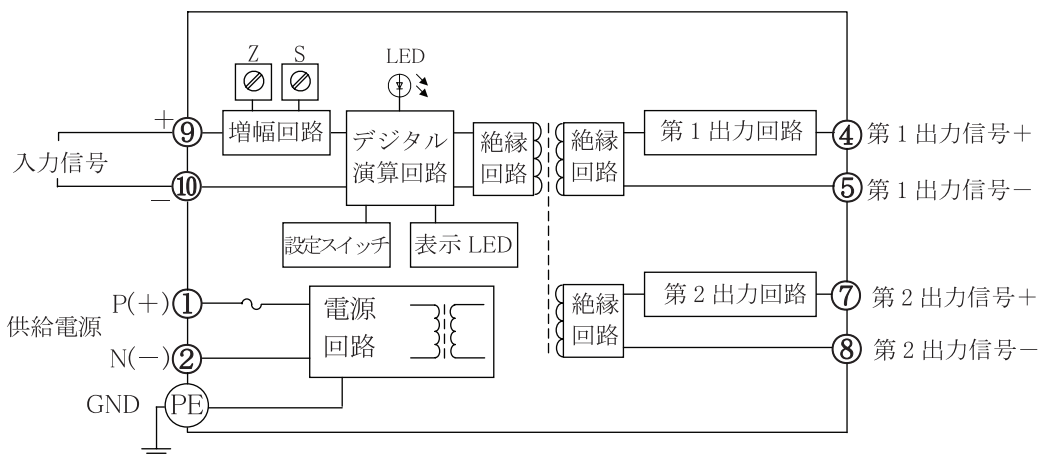 Z
S
LED
+
⑨
増幅回路
デジタル
演算回路
絶縁
回路
絶縁
回路
第1出力回路
④
第1出力信号+
入力信号
⑩
−
⑤
第1出力信号−
設定スイッチ
表示LED
P(+)
①
電源
回路
絶縁
回路
第2出力回路
⑦
第2出力信号+
供給電源
N(−)
②
⑧
第2出力信号−
GND
PE